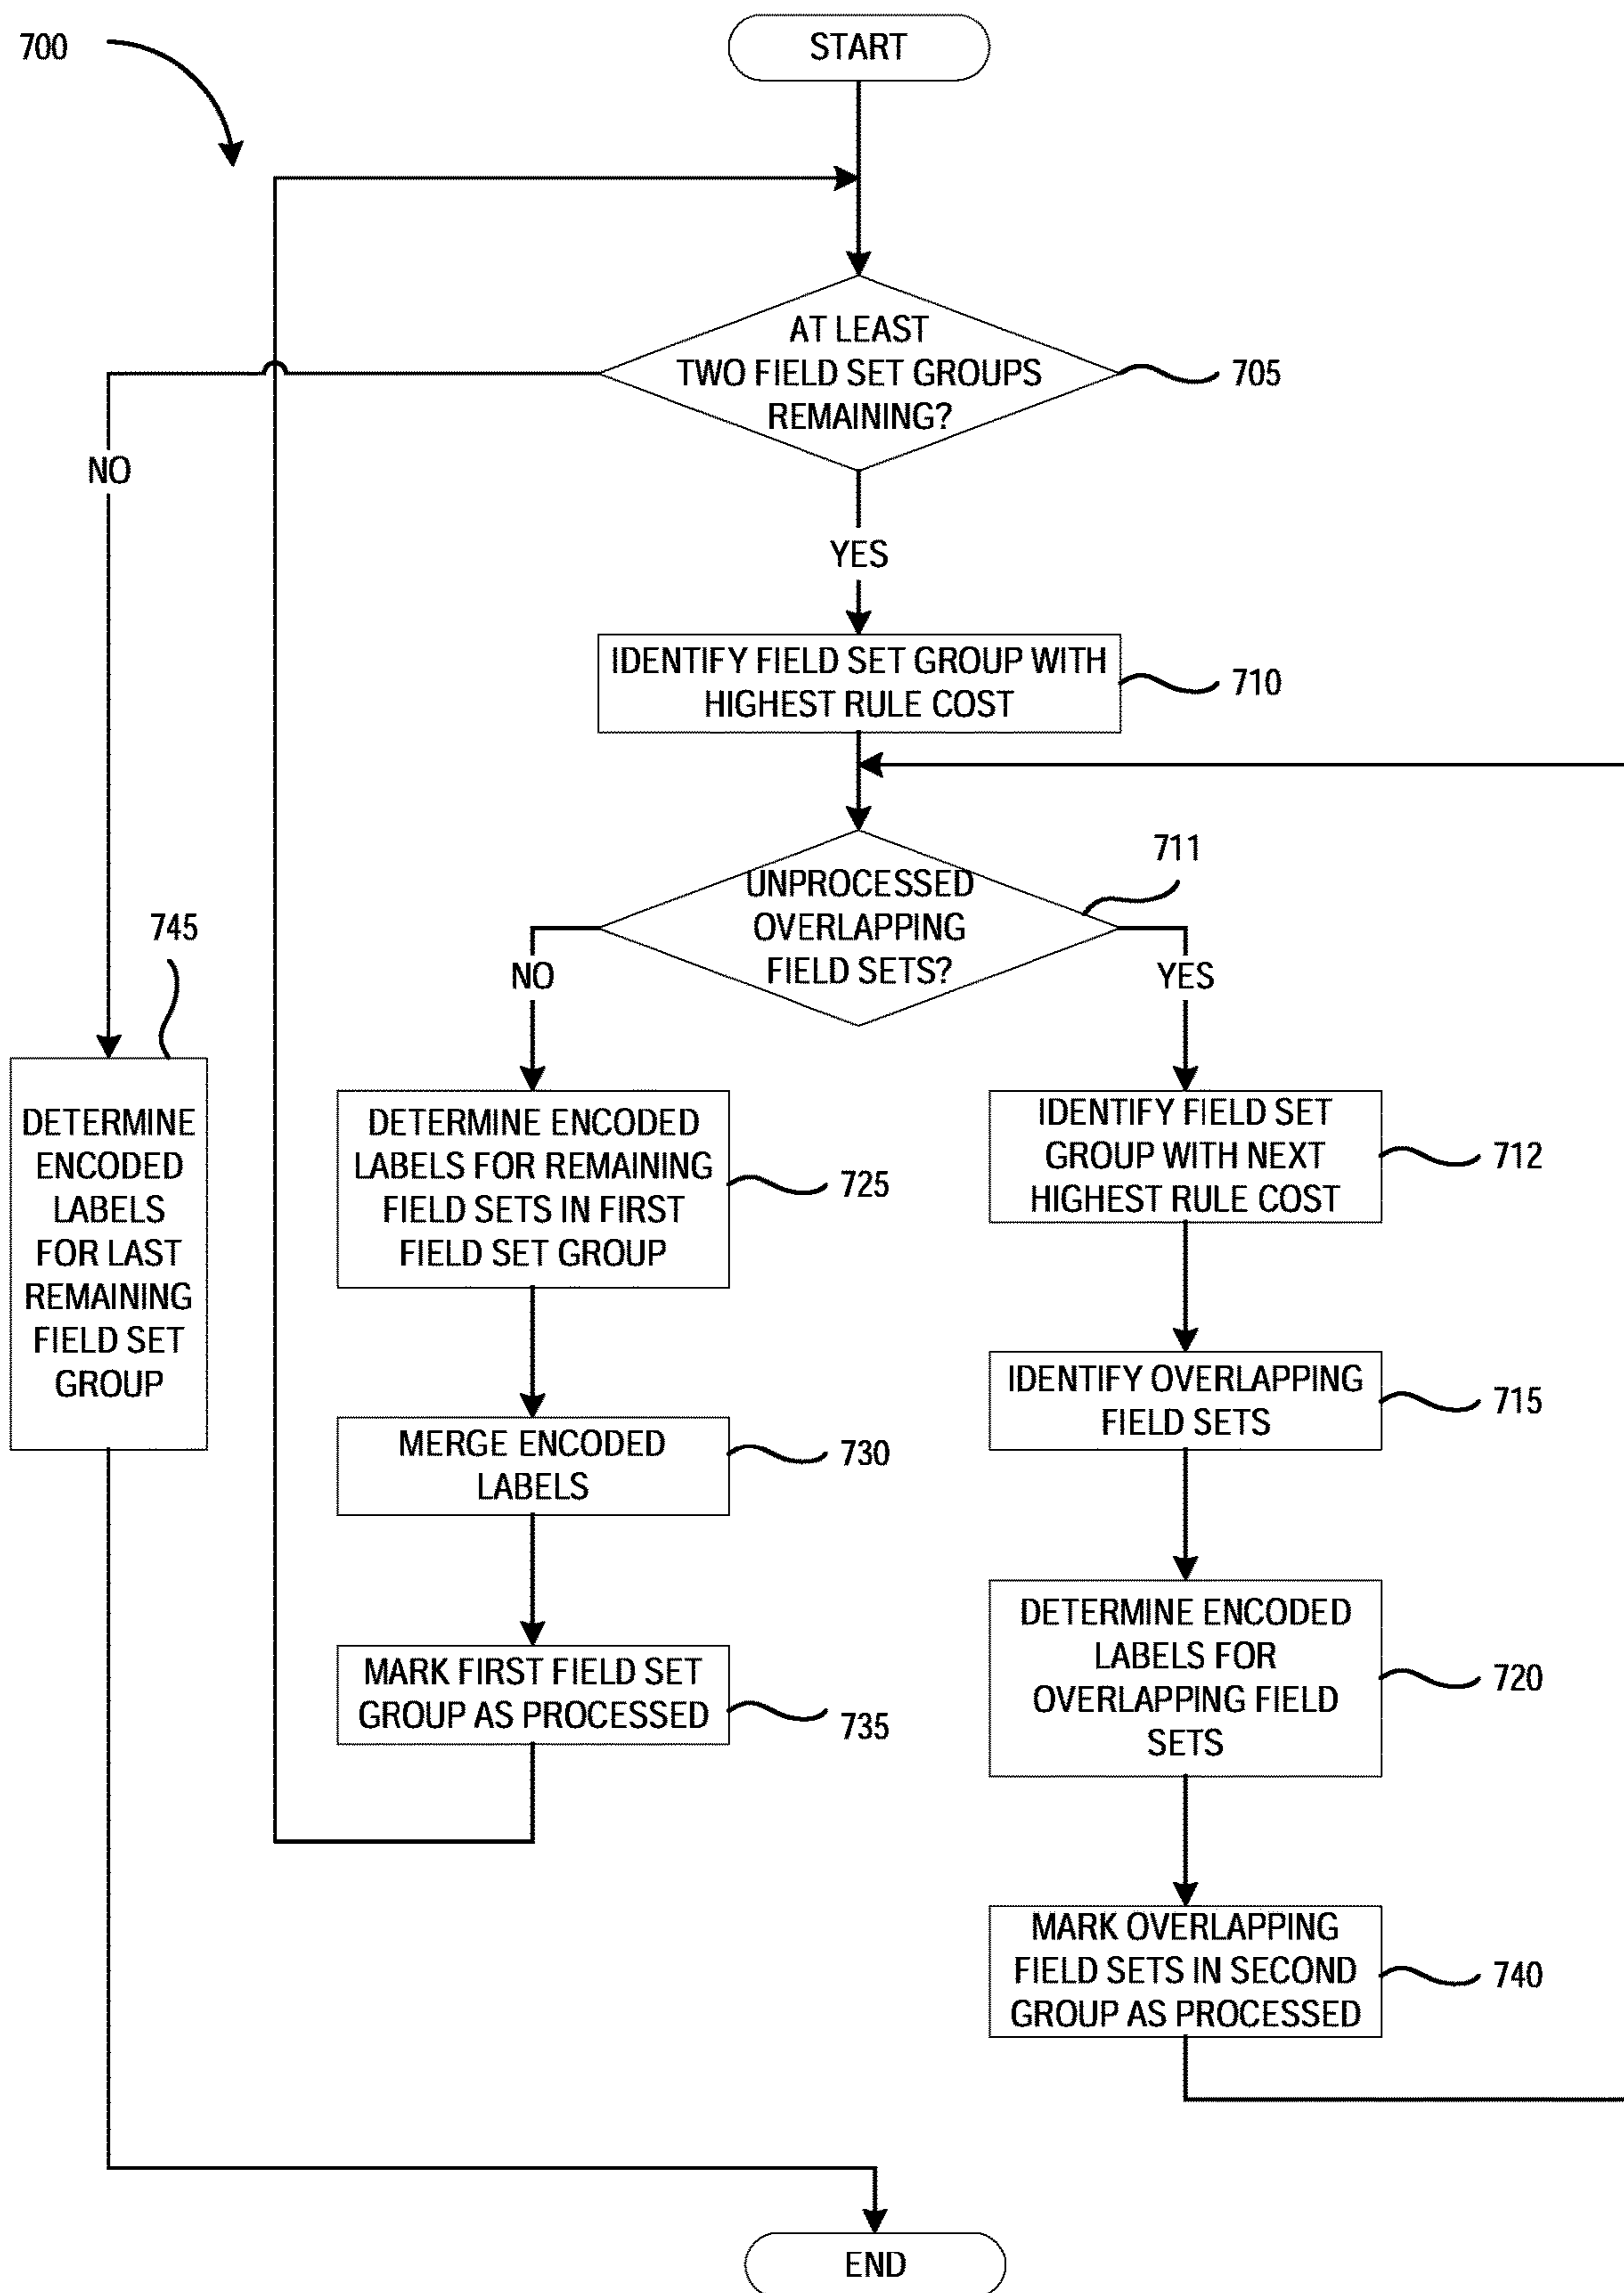 700
START
AT LEAST
TWO FIELD SET GROUPS
REMAINING?
705
NO
YES
IDENTIFY FIELD SET GROUP WITH
HIGHEST RULE COST
710
711
UNPROCESSED
OVERLAPPING
FIELD SETS?
NO
YES
745
DETERMINE
ENCODED
LABELS
FOR LAST
REMAINING
FIELD SET
GROUP
DETERMINE ENCODED
LABELS FOR REMAINING
FIELD SETS IN FIRST
FIELD SET GROUP
725
IDENTIFY FIELD SET
GROUP WITH NEXT
HIGHEST RULE COST
712
IDENTIFY OVERLAPPING
FIELD SETS
715
MERGE ENCODED
LABELS
730
DETERMINE ENCODED
LABELS FOR
OVERLAPPING FIELD
SETS
720
MARK FIRST FIELD SET
GROUP AS PROCESSED
735
MARK OVERLAPPING
FIELD SETS IN SECOND
GROUP AS PROCESSED
740
END